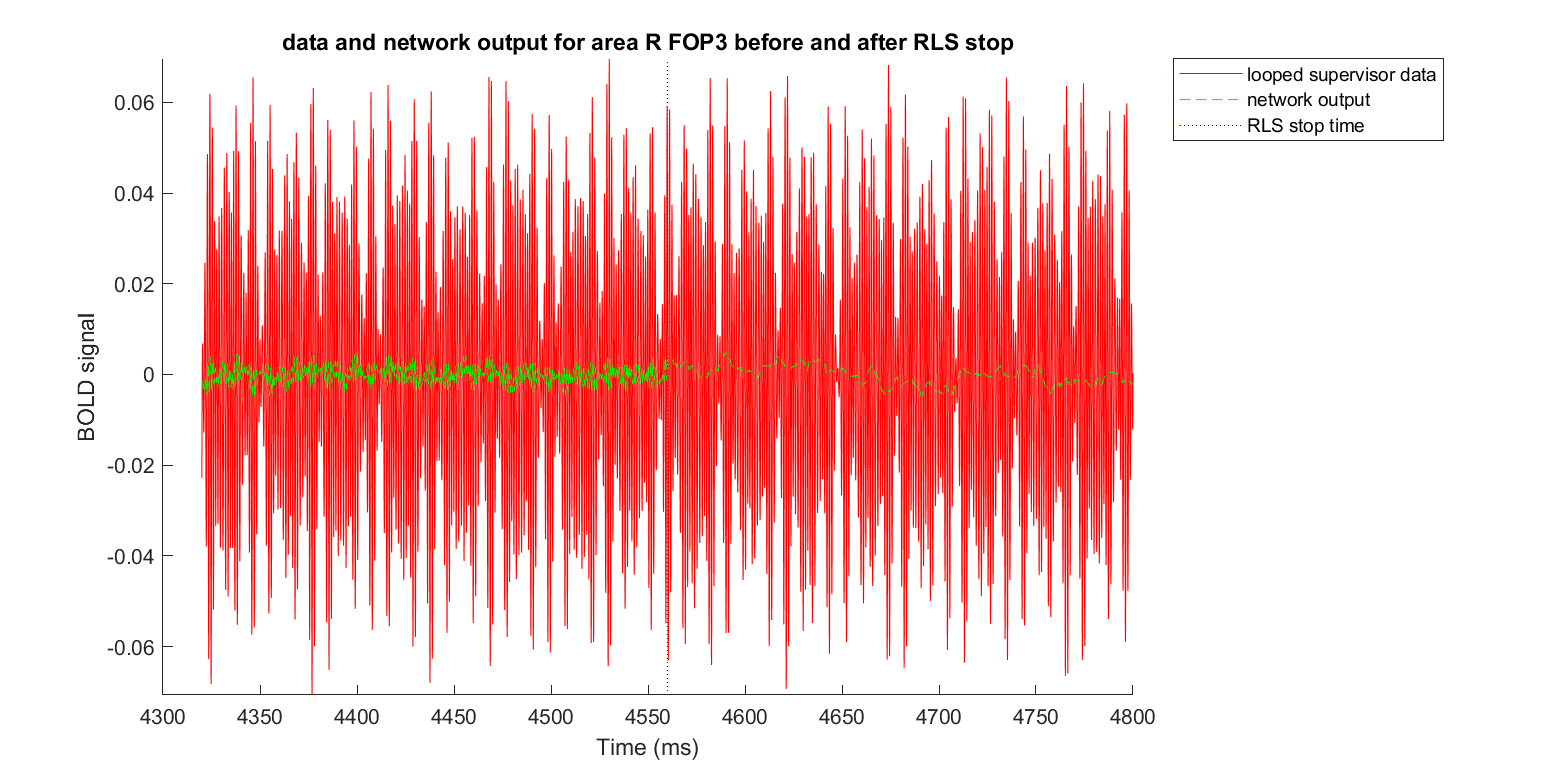 data and network output for area R FOP3 before and after RLS stop
looped supervisor data
network output
RLS stop time
BOLD signal
0.06
0.04
0.02
0
-0.02
-0.04
-0.06
4300 4350 4400 4450 4500 4550 4600 4650 4700 4750 4800
Time (ms)